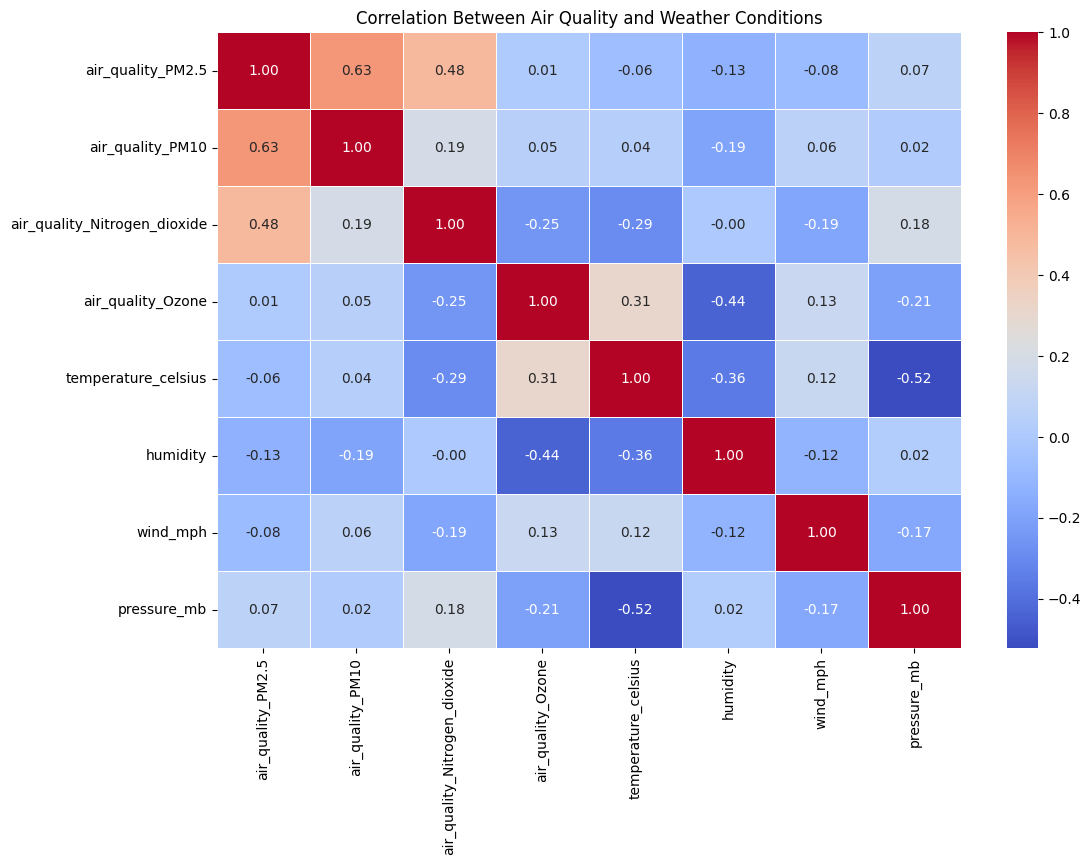 Correlation Between Air Quality and Weather Conditions
air_quality_PM2.5 1.00 0.63 0.48 0.01 -0.06 -0.13 -0.08 0.07
air_quality_PM10 0.63 1.00 0.19 0.05 0.04 -0.19 0.06 0.02
air_quality_Nitrogen_dioxide 0.48 0.19 1.00 -0.25 -0.29 -0.00 -0.19 0.18
air_quality_Ozone 0.01 0.05 -0.25 1.00 0.31 -0.44 0.13 -0.21
temperature_celsius -0.06 0.04 -0.29 0.31 1.00 -0.36 0.12 -0.52
humidity -0.13 -0.19 -0.00 -0.44 -0.36 1.00 -0.12 0.02
wind_mph -0.08 0.06 -0.19 0.13 0.12 -0.12 1.00 -0.17
pressure_mb 0.07 0.02 0.18 -0.21 -0.52 0.02 -0.17 1.00
air_quality_PM2.5
air_quality_PM10
air_quality_Nitrogen_dioxide
air_quality_Ozone
temperature_celsius
humidity
wind_mph
pressure_mb
1.0
0.8
0.6
0.4
0.2
0.0
−0.2
−0.4